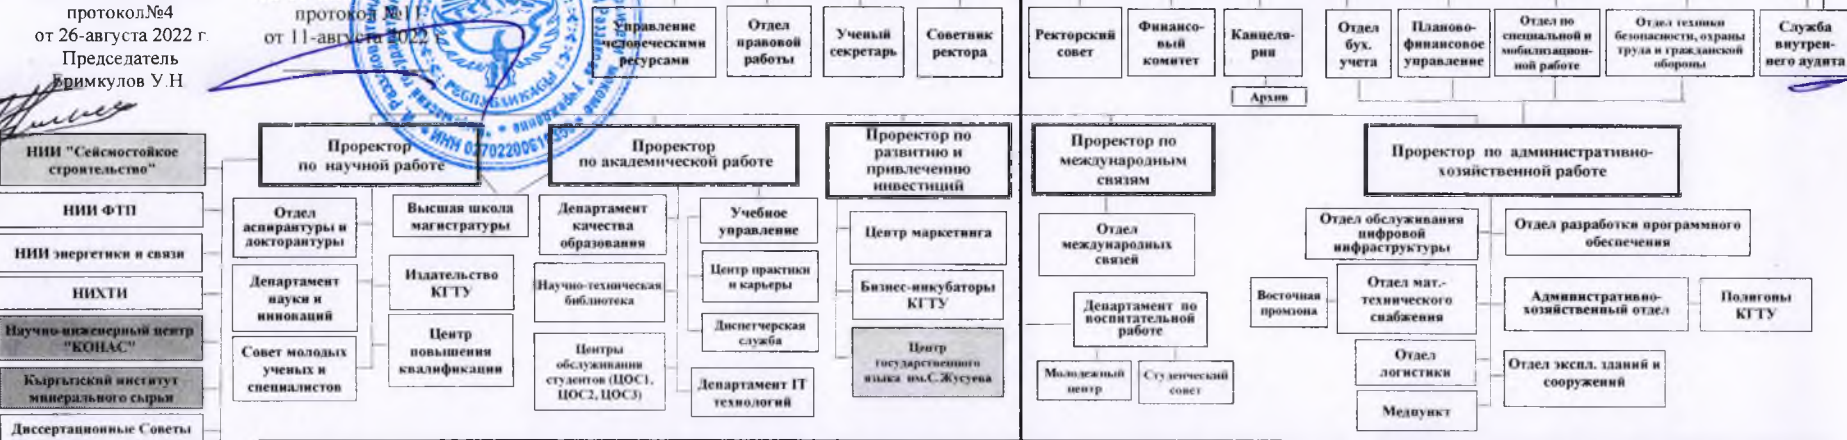 протокол№4
от 26-августа 2022 г.
Председатель
Бримкулов У.Н
протокол №11
от 11-августа 2022 г.
Управление
человеческими
ресурсами
Отдел
правовой
работы
Ученый
секретарь
Советник
ректора
Ректорский
совет
Финансо-
вый
комитет
Канцеля-
рия
Архив
Отдел
бух.
учета
Планово-
финансовое
управление
Отдел по
специальной и
мобилизацион-
ной работе
Отдел техники
безопасности, охраны
труда и гражданской
обороны
Служба
внутрен-
него аудита
НИИ "Сейсмостойкое
строительство"
НИИ ФТП
НИИ энергетики и связи
НИХТИ
Научно-инженерный центр
"КОНАС"
Кыргызский институт
минерального сырья
Диссертационные Советы
Проректор
по научной работе
Отдел
аспирантуры и
докторантуры
Департамент
науки и
инноваций
Совет молодых
ученых и
специалистов
Высшая школа
магистратуры
Издательство
КГТУ
Центр
повышения
квалификации
Проректор
по академической работе
Департамент
качества
образования
Научно-техническая
библиотека
Центры
обслуживания
студентов (ЦОС1,
ЦОС2, ЦОС3)
Учебное
управление
Центр практики
и карьеры
Диспетчерская
служба
Департамент IT
технологий
Проректор по
развитию и
привлечению
инвестиций
Центр маркетинга
Бизнес-инкубаторы
КГТУ
Центр
государственного
языка им.С.Жусуева
Проректор по
международным
связям
Отдел
международных
связей
Департамент по
воспитательной
работе
Молодежный
центр
Студенческий
совет
Проректор по административно-
хозяйственной работе
Отдел обслуживания
цифровой
инфраструктуры
Отдел разработки программного
обеспечения
Восточная
промзона
Отдел мат.-
технического
снабжения
Административно-
хозяйственный отдел
Полигоны
КГТУ
Отдел
логистики
Отдел экспл. зданий и
сооружений
Медпункт